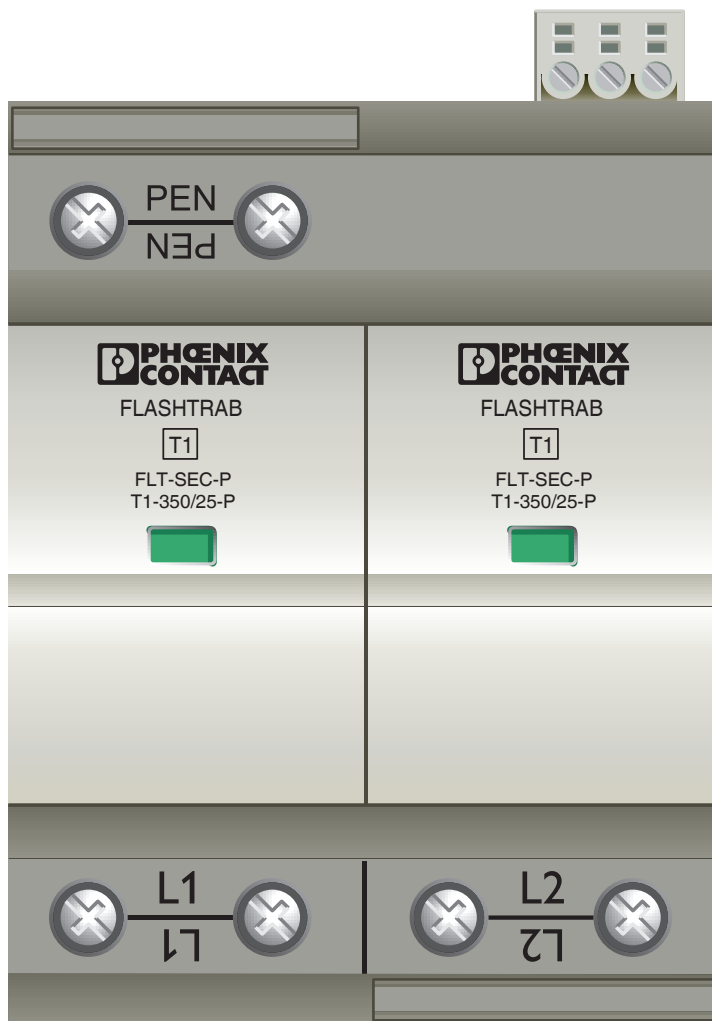 PEN
PEN
PHŒNIX
CONTACT
FLASHTRAB
T1
FLT-SEC-P
T1-350/25-P
PHŒNIX
CONTACT
FLASHTRAB
T1
FLT-SEC-P
T1-350/25-P
L1
L1
L2
L2